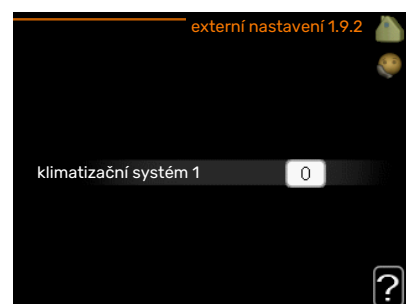 externí nastavení 1.9.2
klimatizační systém 1 0
?